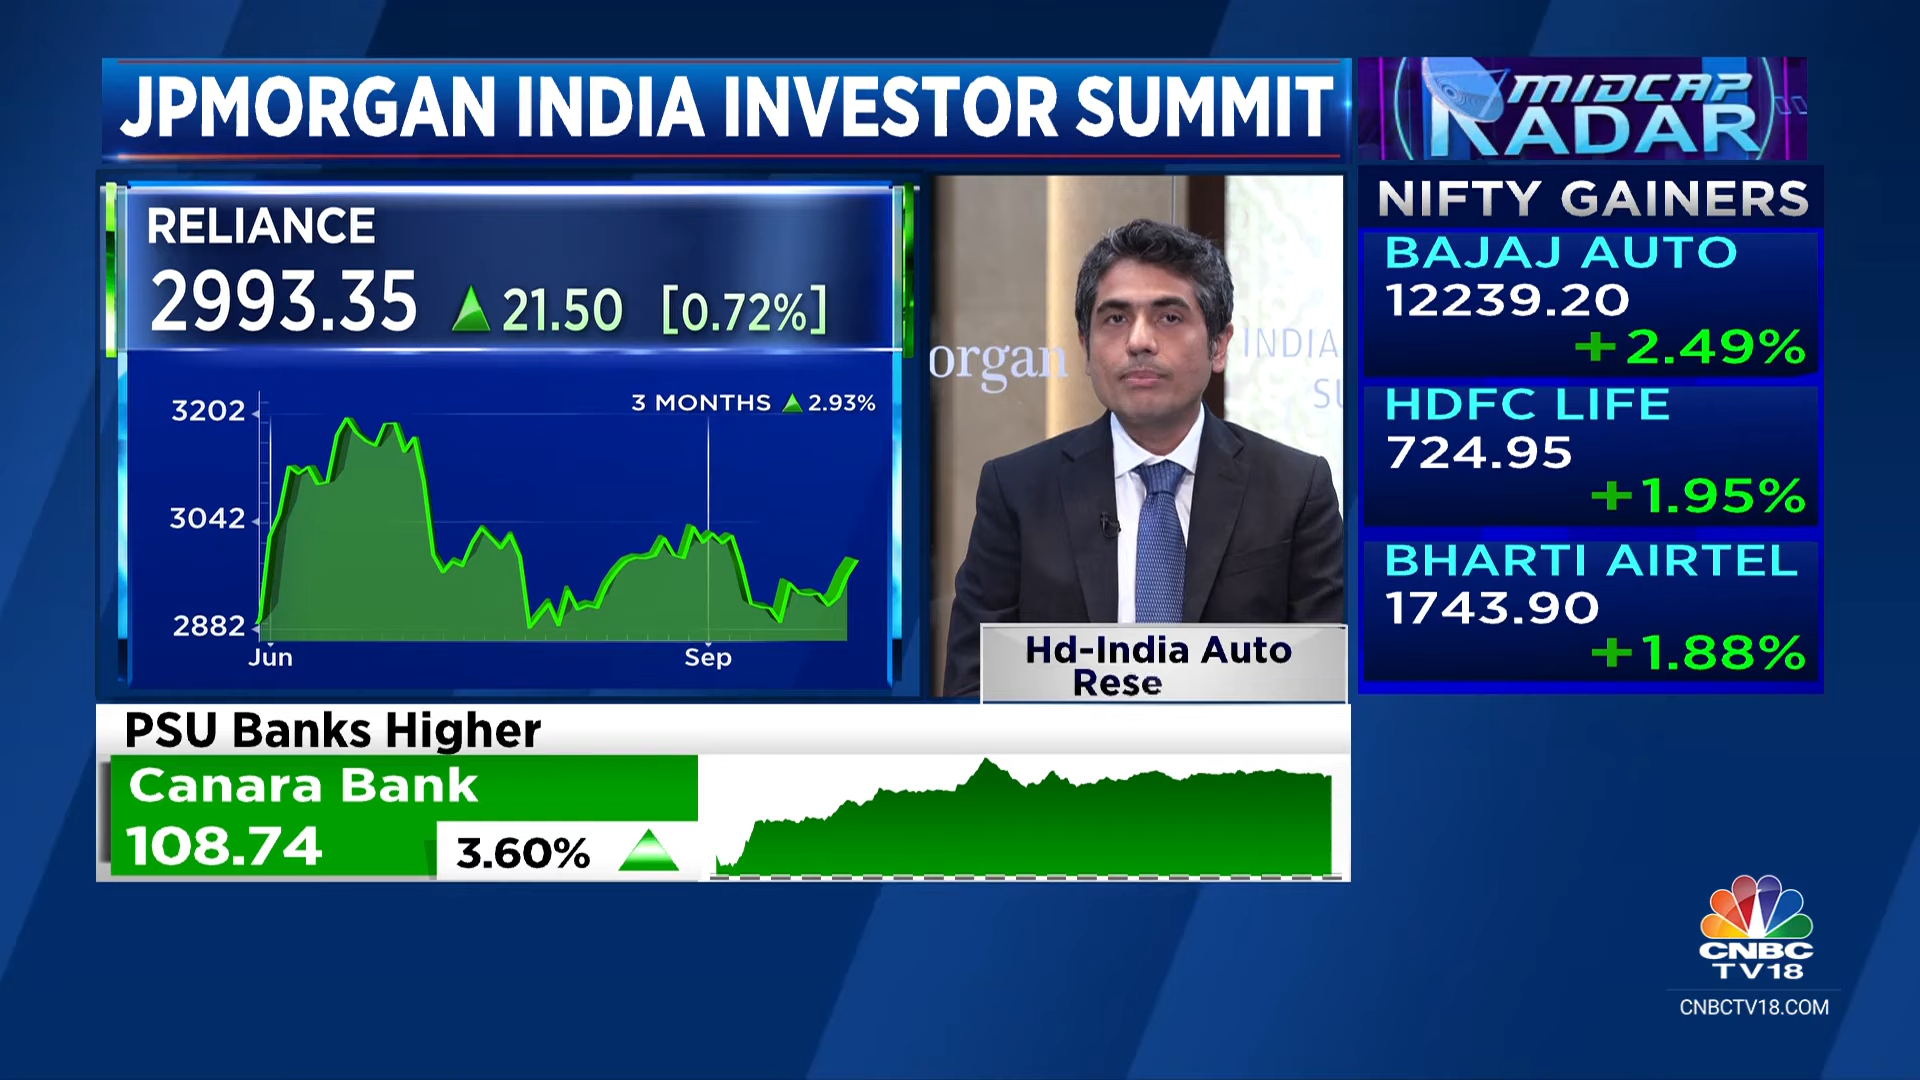 JPMORGAN INDIA INVESTOR SUMMIT
MIDCAP
RADAR
RELIANCE
2993.35 21.50 [0.72%]
3 MONTHS 2.93%
3202
3042
2882
Jun Sep
organ
INDIA
SU
Hd-India Auto
Rese
NIFTY GAINERS
BAJAJ AUTO
12239.20
+2.49%
HDFC LIFE
724.95
+1.95%
BHARTI AIRTEL
1743.90
+1.88%
PSU Banks Higher
Canara Bank
108.74
3.60%
CNBC
TV18
CNBCTV18.COM